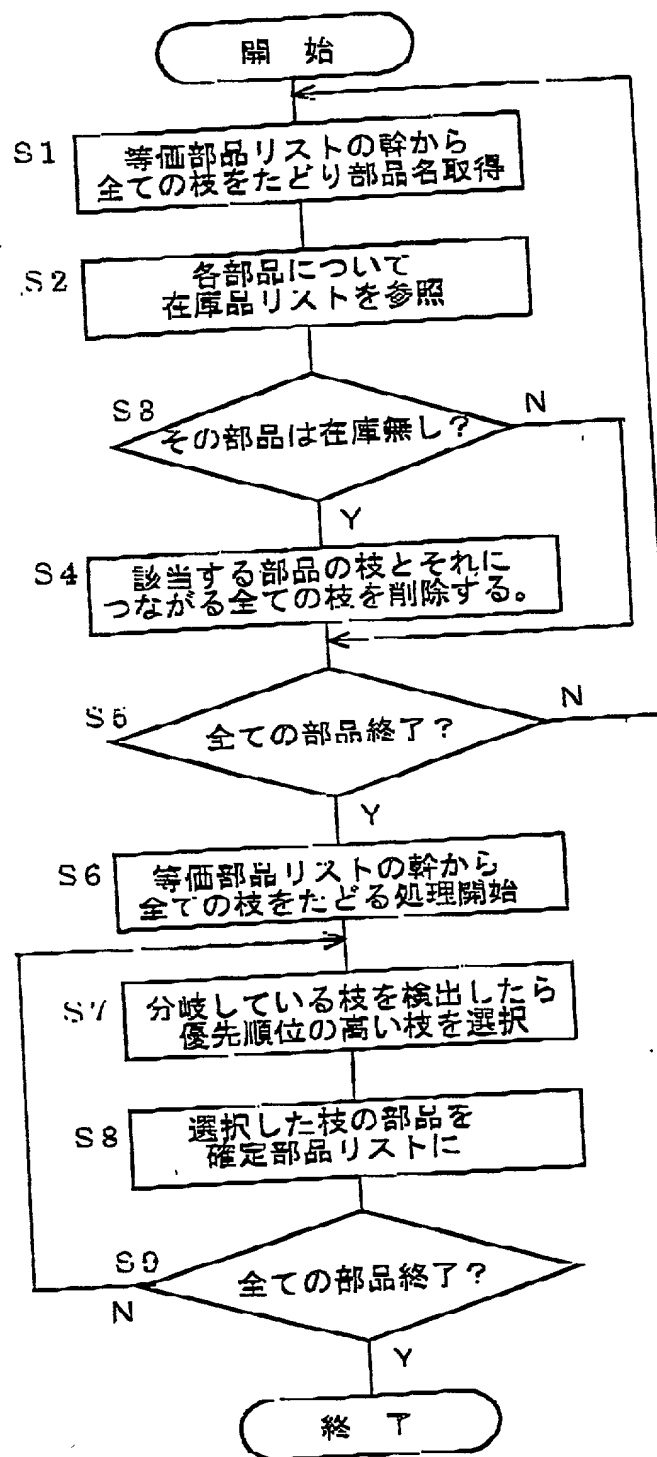 開始
S1
等価部品リストの幹から
全ての枝をたどり部品名取得
S2
各部品について
在庫品リストを参照
S3
その部品は在庫無し?
N
Y
S4
該当する部品の枝とそれに
つながる全ての枝を削除する。
S5
全ての部品終了?
N
Y
S6
等価部品リストの幹から
全ての枝をたどる処理開始
S7
分岐している枝を検出したら
優先順位の高い枝を選択
S8
選択した枝の部品を
確定部品リストに
S9
全ての部品終了?
N
Y
終了